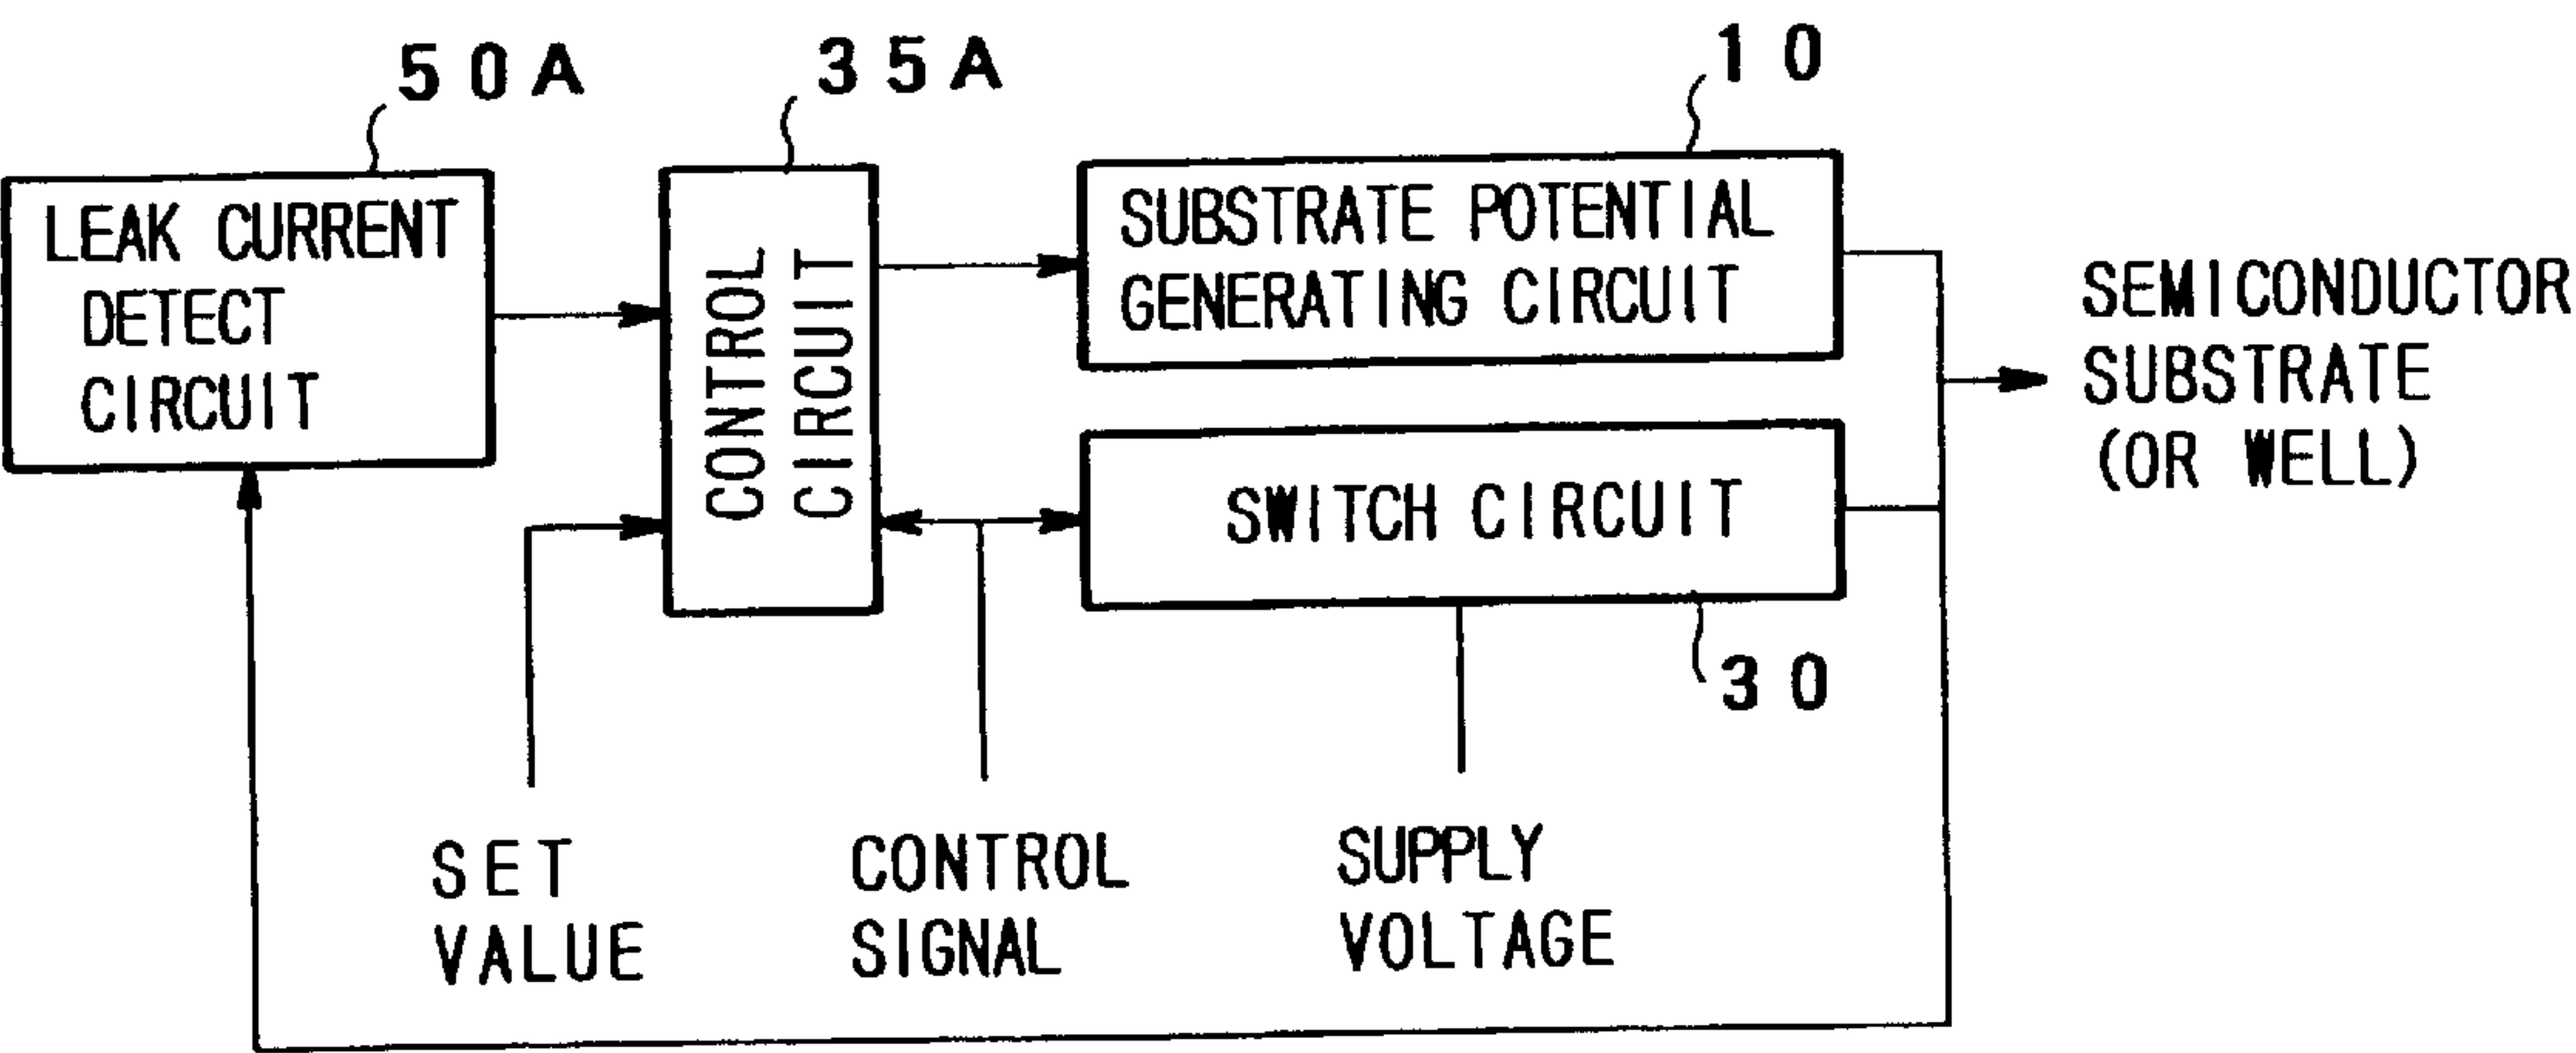 50A
35A
10
LEAK CURRENT
DETECT
CIRCUIT
CONTROL
CIRCUIT
SUBSTRATE POTENTIAL
GENERATING CIRCUIT
SEMICONDUCTOR
SUBSTRATE
(OR WELL)
SWITCH CIRCUIT
30
SET
VALUE
CONTROL
SIGNAL
SUPPLY
VOLTAGE